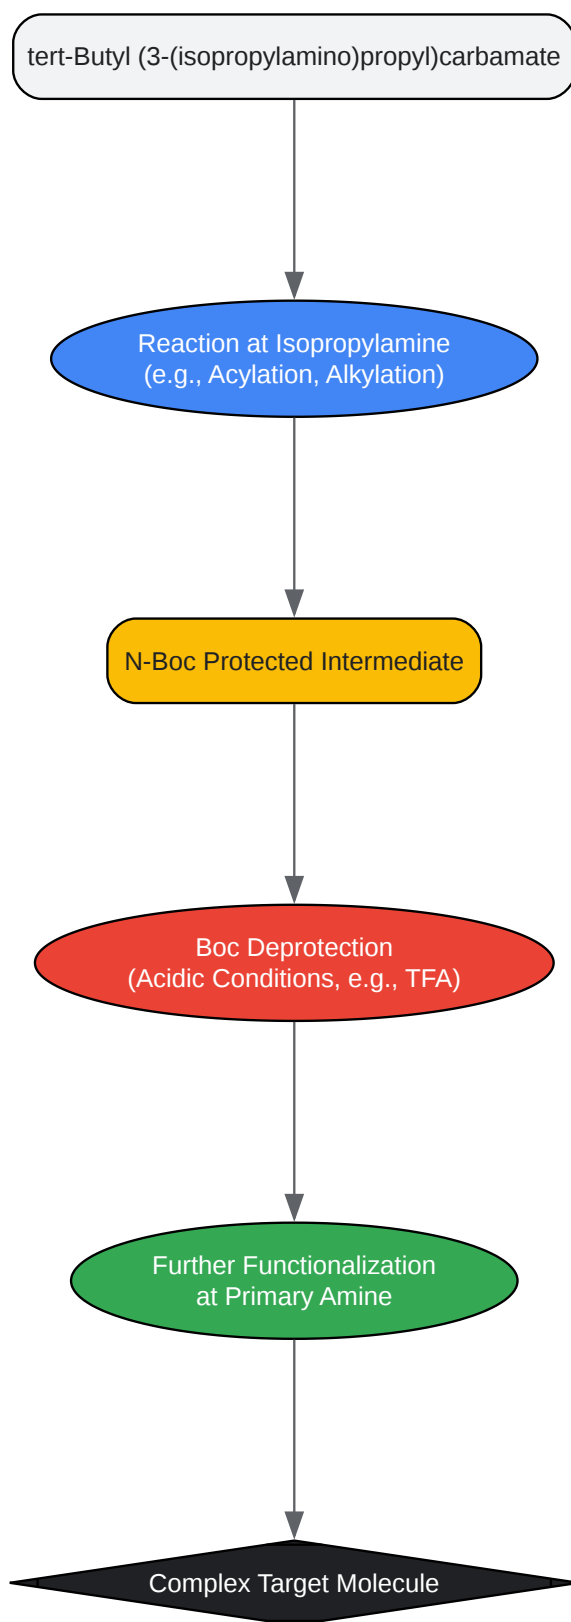 tert-Butyl (3-(isopropylamino)propyl)carbamate
Reaction at Isopropylamine
(e.g., Acylation, Alkylation)
N-Boc Protected Intermediate
Boc Deprotection
(Acidic Conditions, e.g., TFA)
Further Functionalization
at Primary Amine
Complex Target Molecule